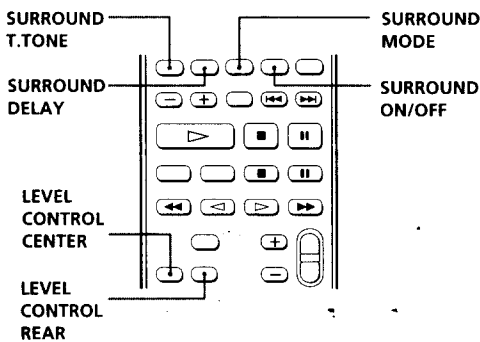 SURROUND
T.TONE
SURROUND
MODE
SURROUND
DELAY
SURROUND
ON/OFF
LEVEL
CONTROL
CENTER
LEVEL
CONTROL
REAR